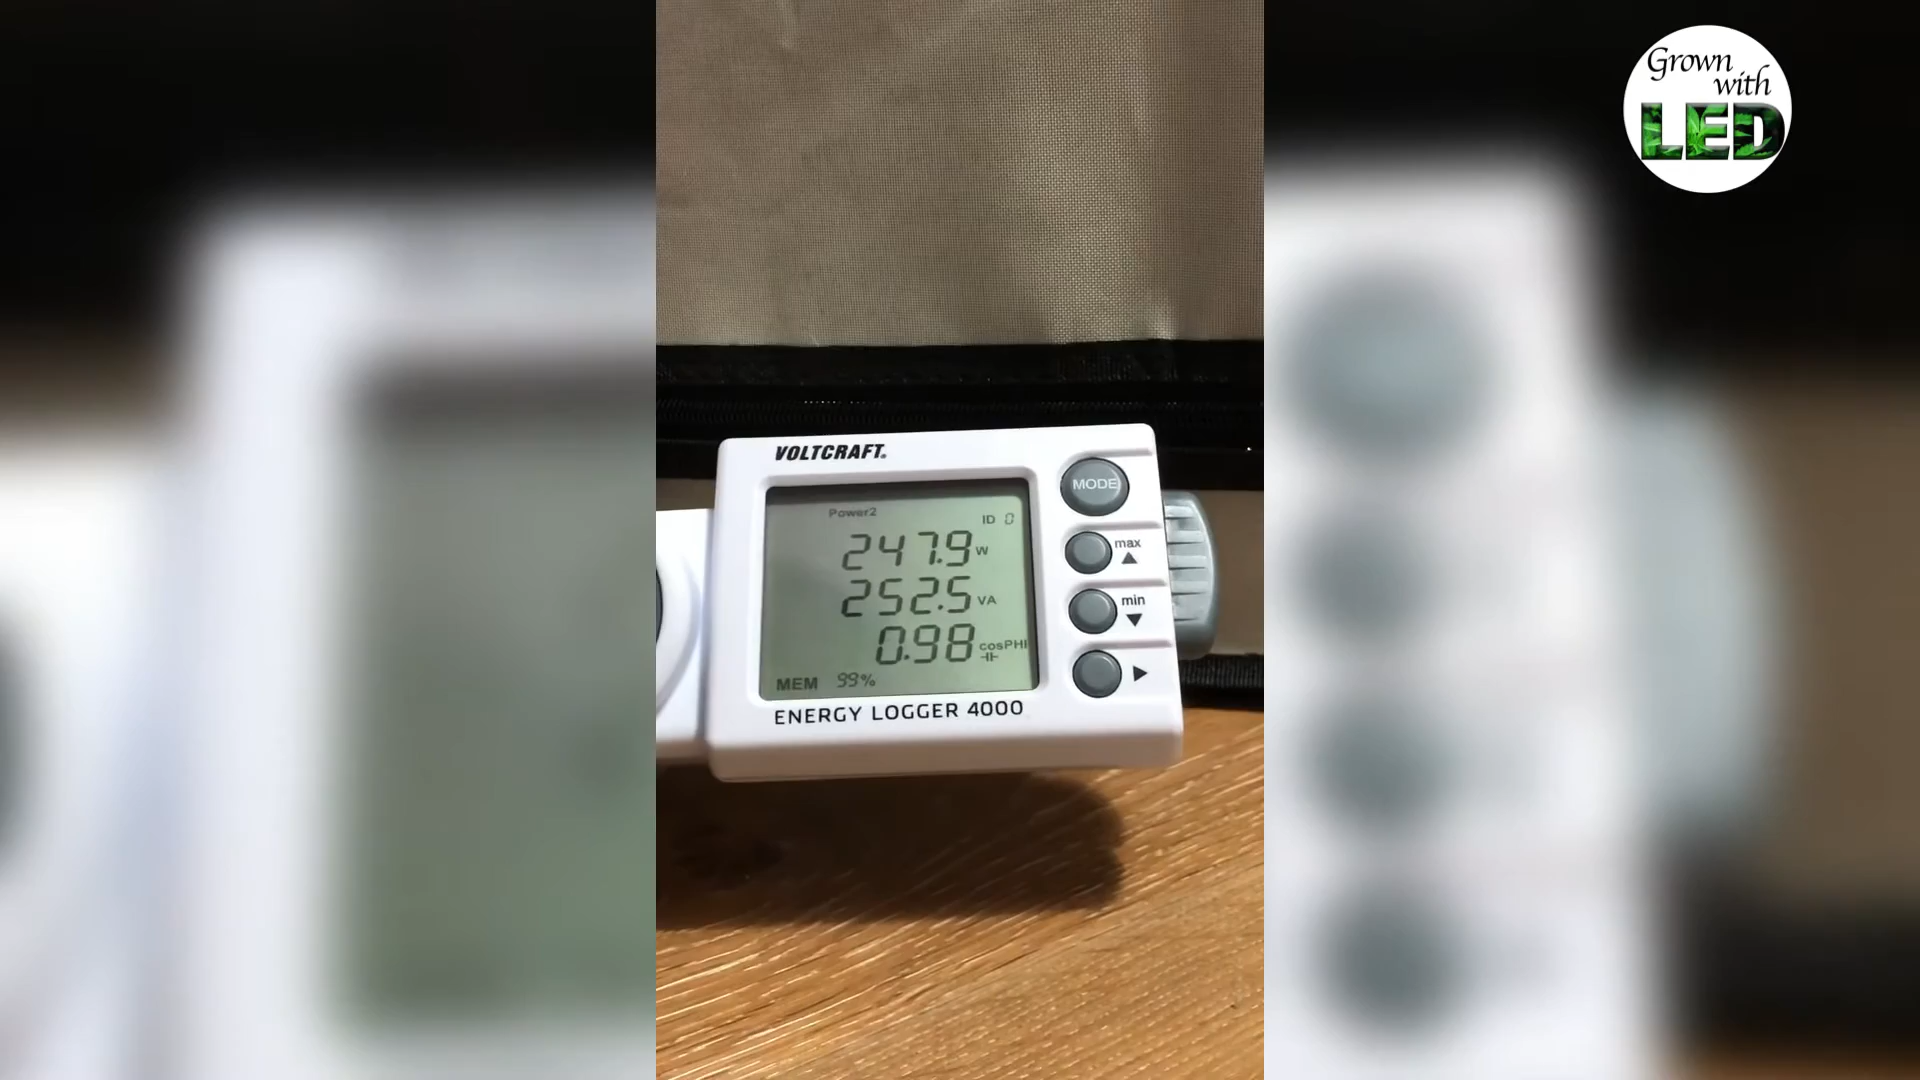 Grown
with
LED
VOLTCRAFT®
MODE
Power2
ID 0
247.9 W
max
252.5 VA
min
0.98 cosPHI
MEM 99%
ENERGY LOGGER 4000